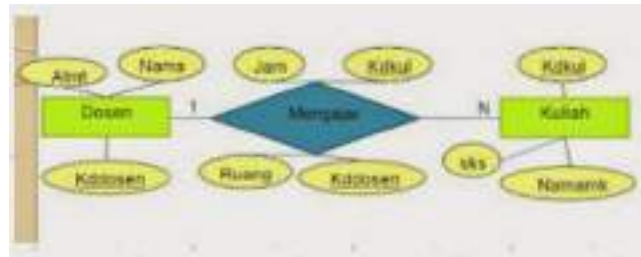 Almt
Nama
Jam
Kdkul
Kdkul
Dosen
1
Mengajar
N
Kuliah
Kddosen
Ruang
Kddosen
sks
Namamk